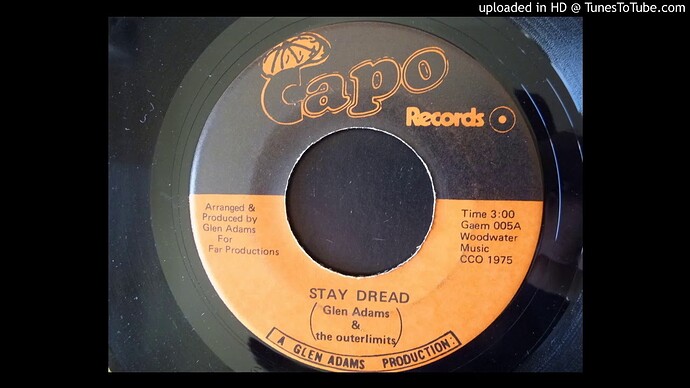 uploaded in HD @ TunesToTube.com
Capo
Records
Arranged &
Produced by
Glen Adams
For
Far Productions
Time 3:00
Gaem 005A
Woodwater
Music
CCO 1975
STAY DREAD
(Glen Adams
&
the outerlimits)
A GLEN ADAMS PRODUCTION: